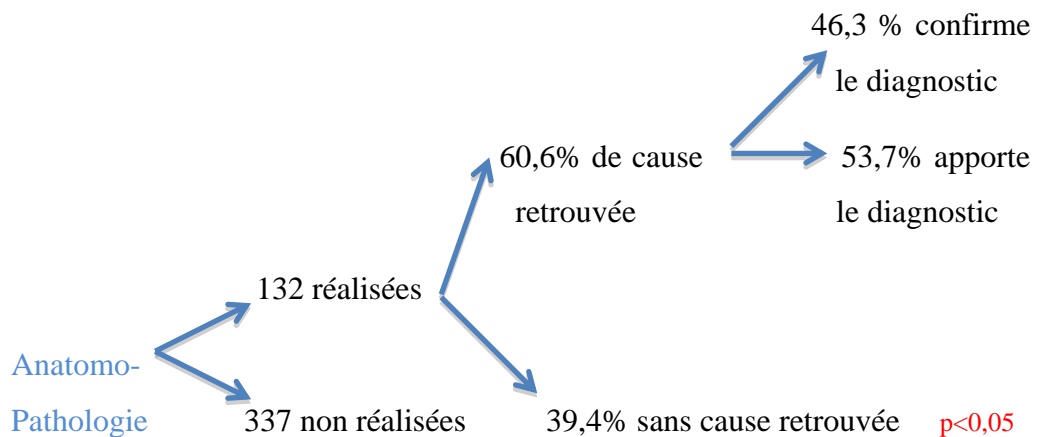 46,3 % confirme
le diagnostic
60,6% de cause
retrouvée
53,7% apporte
le diagnostic
132 réalisées
Anatomo-
Pathologie
337 non réalisées
39,4% sans cause retrouvée
p<0,05